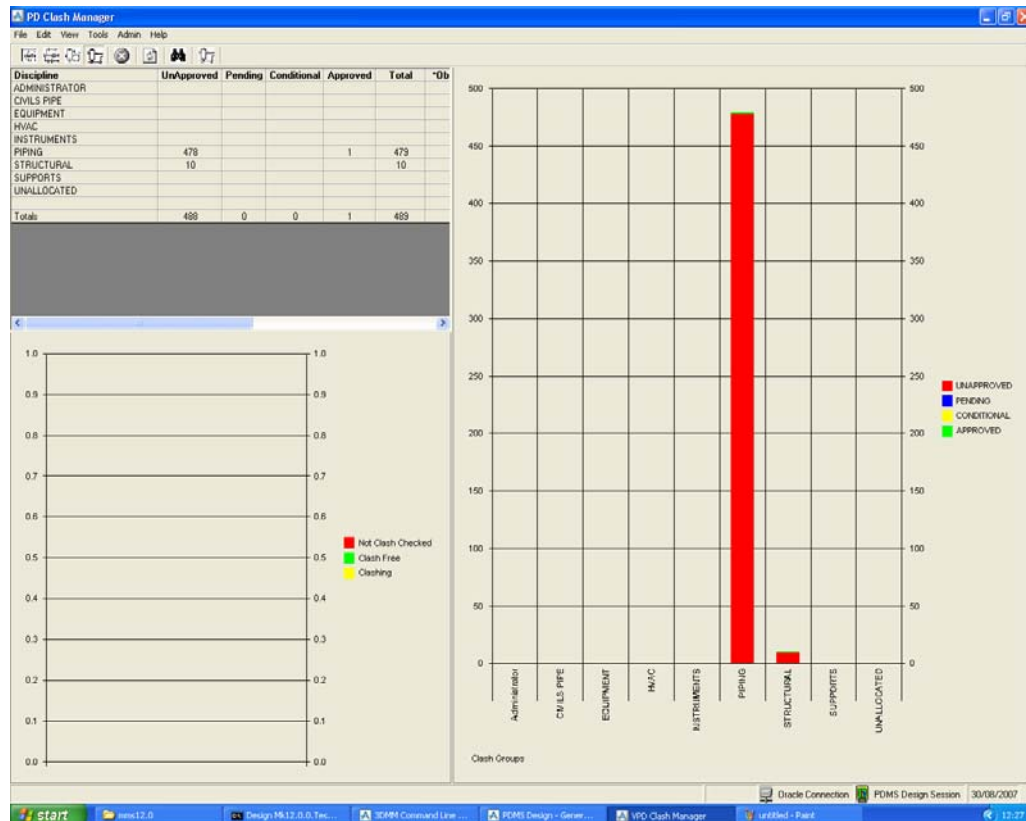 PD Clash Manager
File Edit View Tools Admin Help
Discipline UnApproved Pending Conditional Approved Total *Ob
ADMINISTRATOR
CIVILS PIPE
EQUIPMENT
HVAC
INSTRUMENTS
PIPING 478 1 479
STRUCTURAL 10 10
SUPPORTS
UNALLOCATED
Totals 488 0 0 1 489
1.0 1.0
0.9 0.9
0.8 0.8
0.7 0.7
0.6 0.6
0.5 0.5
0.4 0.4
0.3 0.3
0.2 0.2
0.1 0.1
0.0 0.0
Not Clash Checked
Clash Free
Clashing
500 500
450 450
400 400
350 350
300 300
250 250
200 200
150 150
100 100
50 50
0 0
Administrator
CIVILS PIPE
EQUIPMENT
HVAC
INSTRUMENTS
PIPING
STRUCTURAL
SUPPORTS
UNALLOCATED
Clash Groups
UNAPPROVED
PENDING
CONDITIONAL
APPROVED
Oracle Connection PDMS Design Session 30/08/2007
start mms12.0 Design Mk12.0.0.Tec... 3DMM Command Line ... PDMS Design - Gener... VPD Clash Manager untitled - Paint 12:27